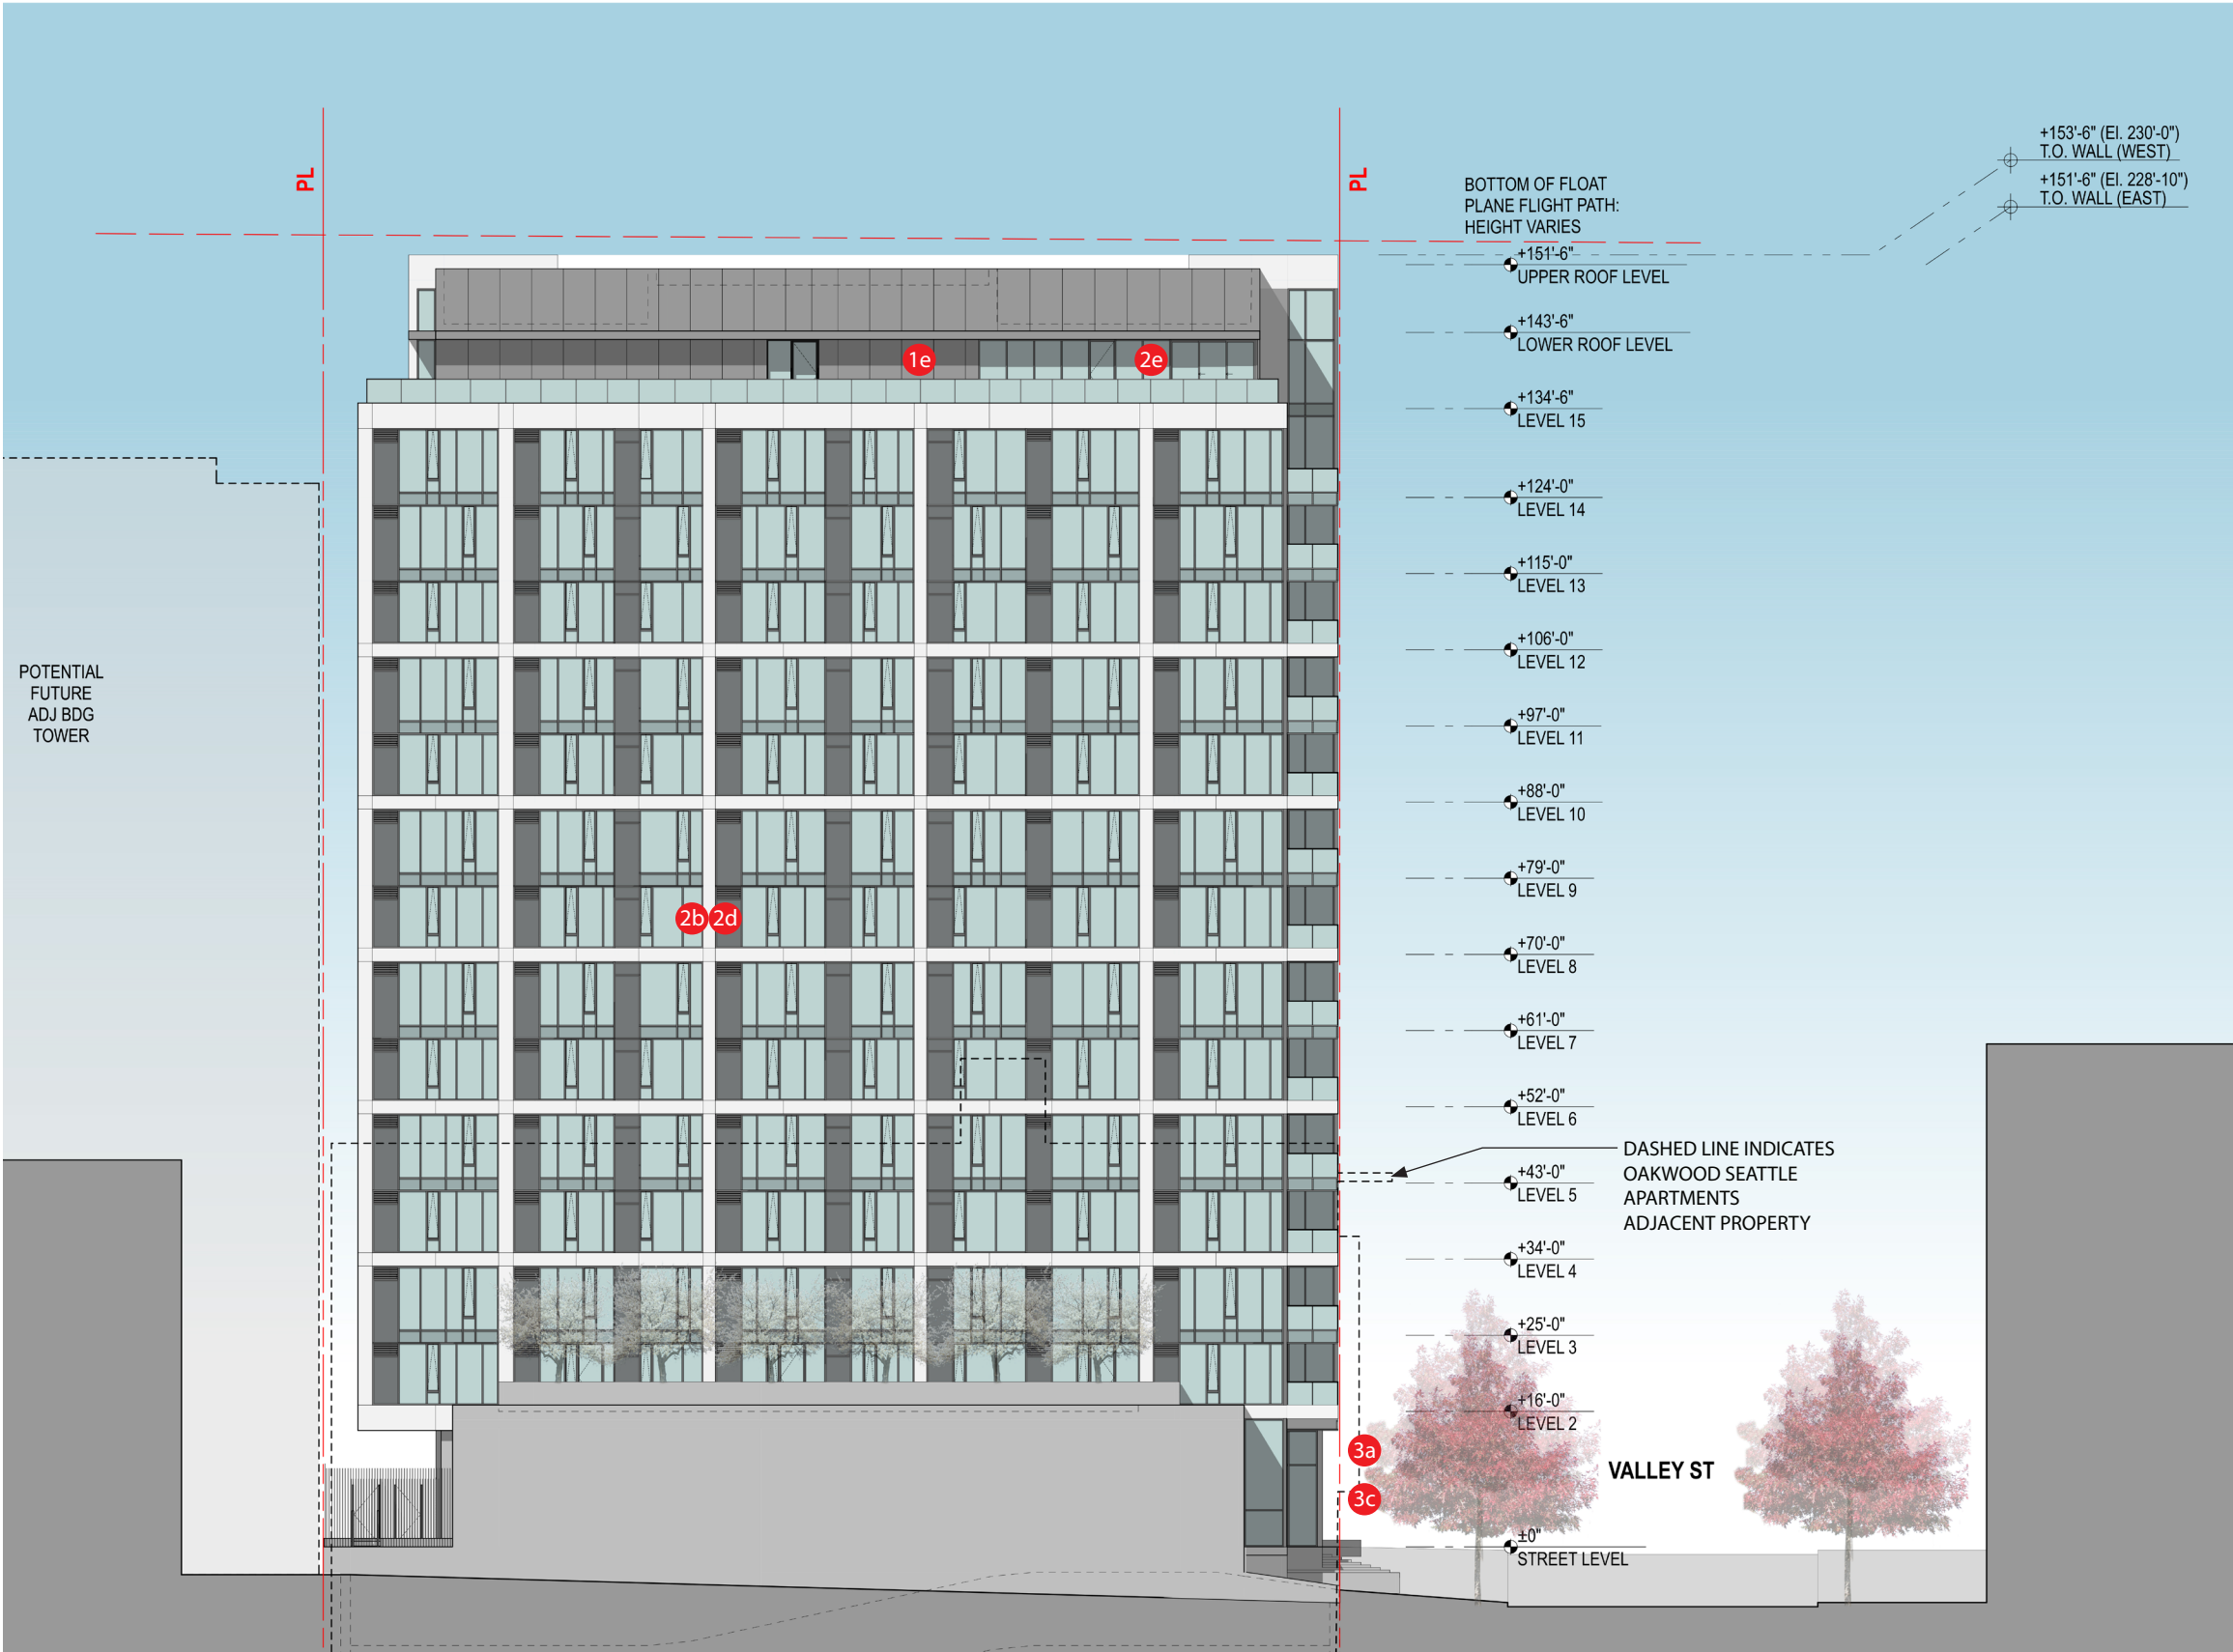 +153'-6" (El. 230'-0")
T.O. WALL (WEST)
+151'-6" (El. 228'-10")
T.O. WALL (EAST)
PL
PL
BOTTOM OF FLOAT
PLANE FLIGHT PATH:
HEIGHT VARIES
+151'-6"
UPPER ROOF LEVEL
+143'-6"
LOWER ROOF LEVEL
1e
2e
+134'-6"
LEVEL 15
+124'-0"
LEVEL 14
+115'-0"
LEVEL 13
+106'-0"
LEVEL 12
POTENTIAL
FUTURE
ADJ BDG
TOWER
+97'-0"
LEVEL 11
+88'-0"
LEVEL 10
+79'-0"
LEVEL 9
2b
2d
+70'-0"
LEVEL 8
+61'-0"
LEVEL 7
+52'-0"
LEVEL 6
DASHED LINE INDICATES
OAKWOOD SEATTLE
APARTMENTS
ADJACENT PROPERTY
+43'-0"
LEVEL 5
+34'-0"
LEVEL 4
+25'-0"
LEVEL 3
+16'-0"
LEVEL 2
3a
VALLEY ST
3c
±0"
STREET LEVEL